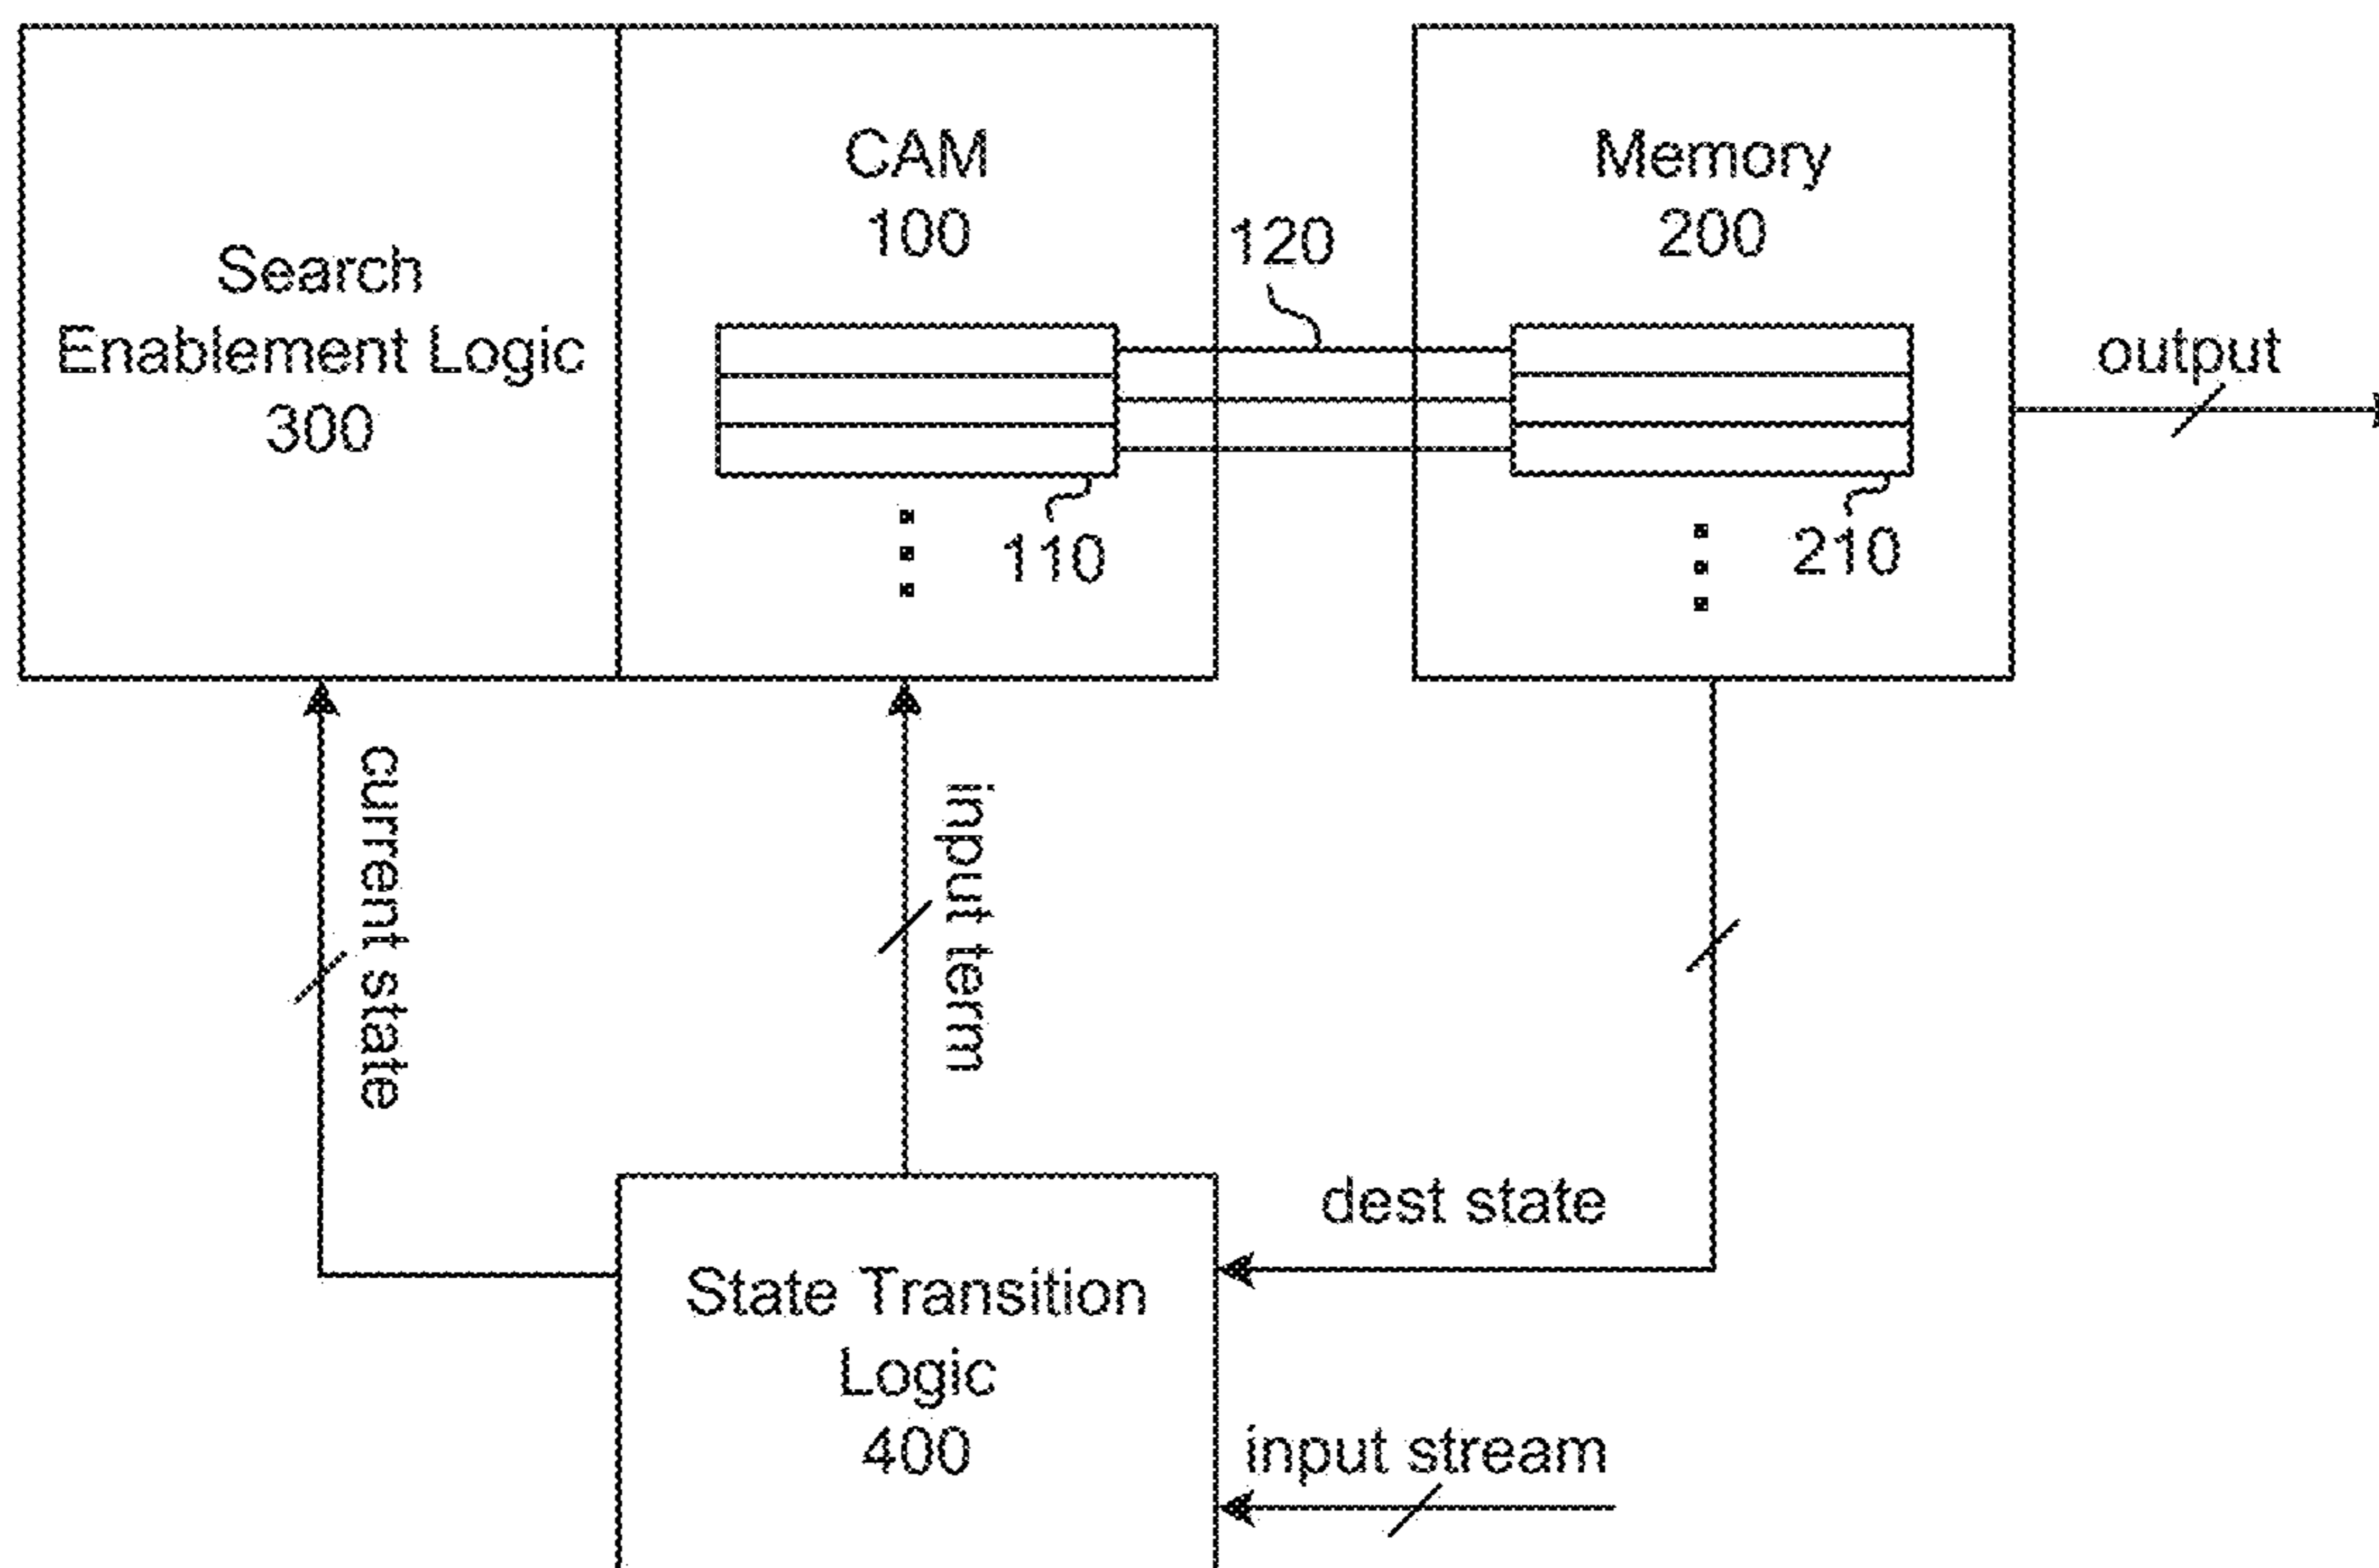 Search
Enablement Logic
300
CAM
100
110
120
Memory
200
210
output
current state
input term
dest state
State Transition
Logic
400
input stream